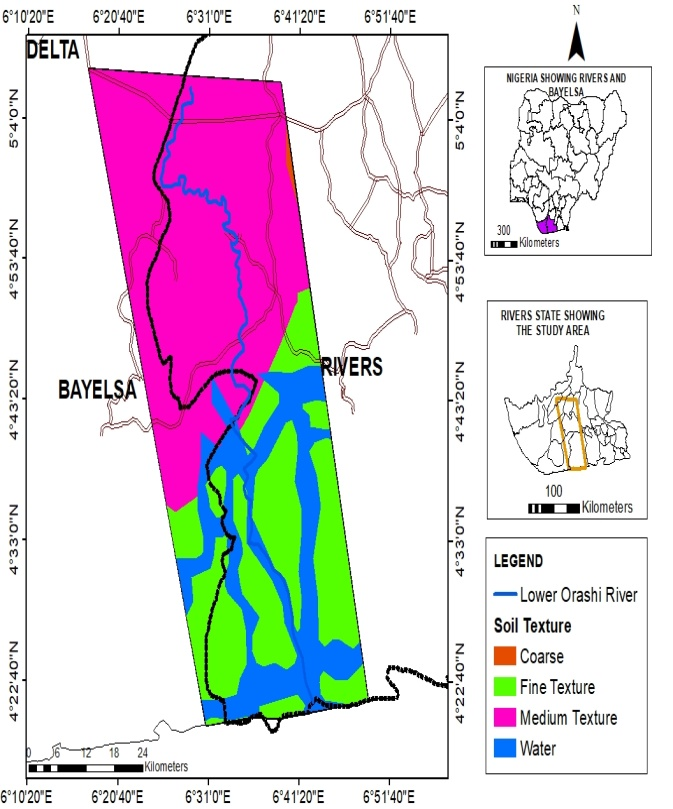 6°10'20"E 6°20'40"E 6°31'0"E 6°41'20"E 6°51'40"E
DELTA
5°4'0"N
4°53'40"N
4°43'20"N
4°33'0"N
4°22'40"N
RIVERS
BAYELSA
5°4'0"N
4°53'40"N
4°43'20"N
4°33'0"N
4°22'40"N
0 6 12 18 24
Kilometers
6°10'20"E 6°20'40"E 6°31'0"E 6°41'20"E 6°51'40"E
N
NIGERIA SHOWING RIVERS AND
BAYELSA
300
Kilometers
RIVERS STATE SHOWING
THE STUDY AREA
100
Kilometers
LEGEND
Lower Orashi River
Soil Texture
Coarse
Fine Texture
Medium Texture
Water